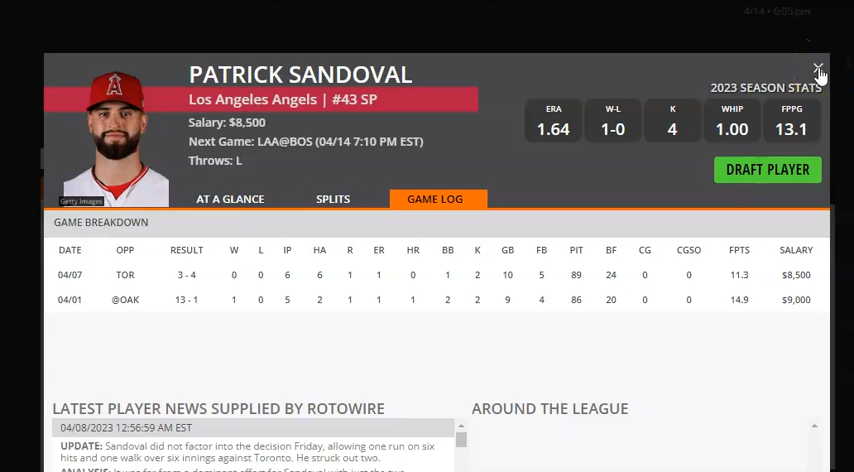 4/14 • 6:05 pm
PATRICK SANDOVAL
Los Angeles Angels | #43 SP
Salary: $8,500
Next Game: LAA@BOS (04/14 7:10 PM EST)
Throws: L
Getty Images
2023 SEASON STATS
ERA W-L K WHIP FPPG
1.64 1-0 4 1.00 13.1
DRAFT PLAYER
AT A GLANCE SPLITS GAME LOG
GAME BREAKDOWN
DATE OPP RESULT W L IP HA R ER HR BB K GB FB PIT BF CG CGSO FPTS SALARY
04/07 TOR 3 - 4 0 0 6 6 1 1 0 1 2 10 5 89 24 0 0 11.3 $8,500
04/01 @OAK 13 - 1 1 0 5 2 1 1 1 2 2 9 4 86 20 0 0 14.9 $9,000
LATEST PLAYER NEWS SUPPLIED BY ROTOWIRE
04/08/2023 12:56:59 AM EST
UPDATE: Sandoval did not factor into the decision Friday, allowing one run on six
hits and one walk over six innings against Toronto. He struck out two.
AROUND THE LEAGUE